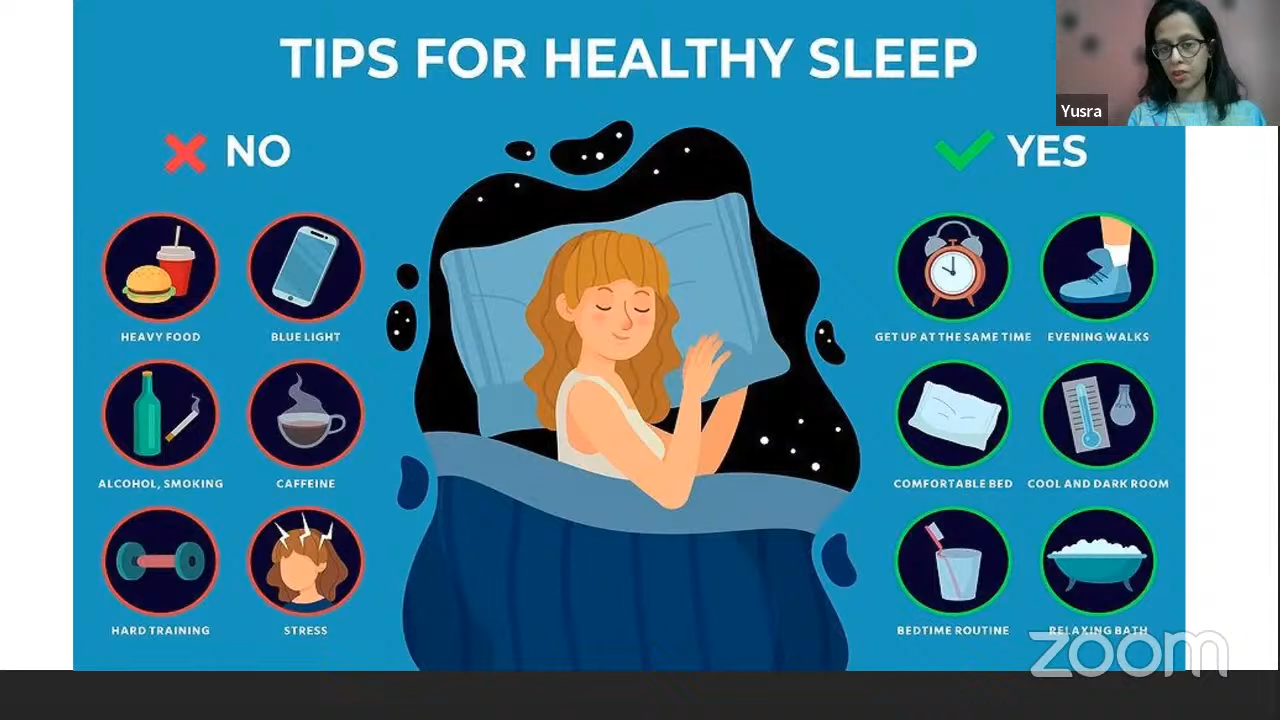 TIPS FOR HEALTHY SLEEP
Yusra
NO
YES
HEAVY FOOD
BLUE LIGHT
GET UP AT THE SAME TIME
EVENING WALKS
ALCOHOL, SMOKING
CAFFEINE
COMFORTABLE BED
COOL AND DARK ROOM
HARD TRAINING
STRESS
BEDTIME ROUTINE
RELAXING BATH
zoom